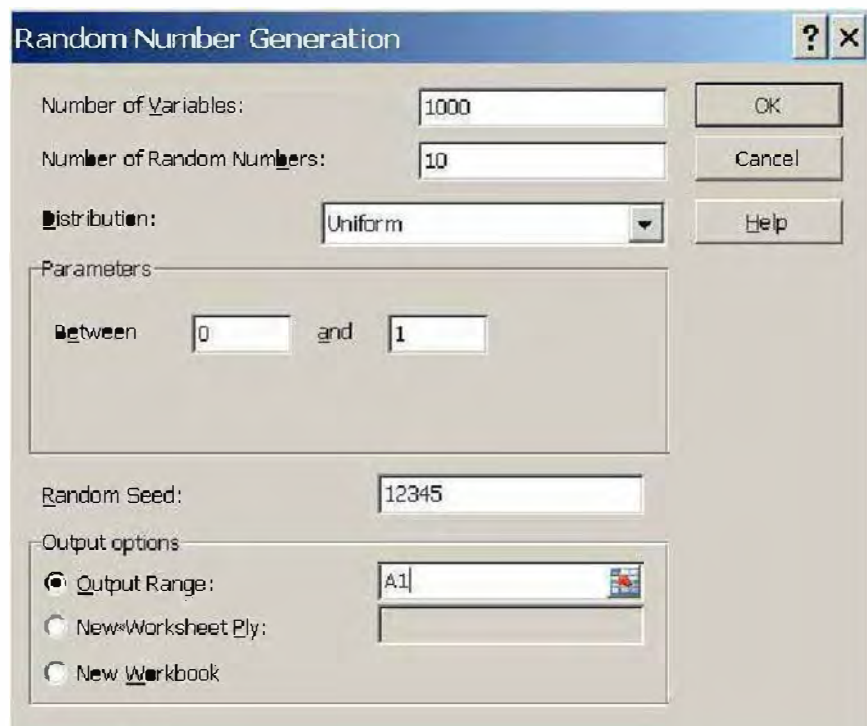 Random Number Generation ? X
Number of Variables: 1000 OK
Number of Random Numbers: 10 Cancel
Distribution: Uniform Help
Parameters
Between 0 and 1
Random Seed: 12345
Output options
Output Range: A1
New Worksheet Ply:
New Workbook